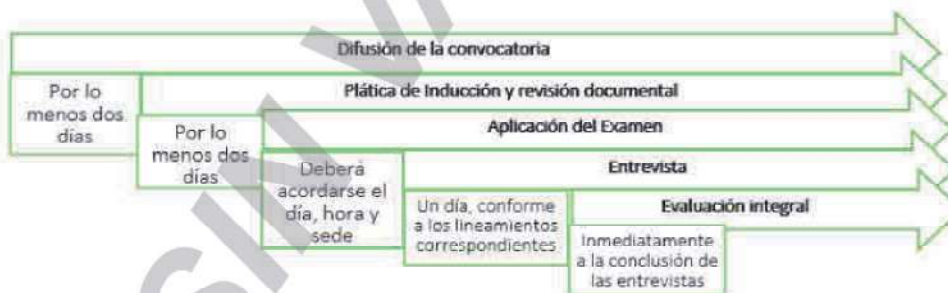 Difusión de la convocatoria
Por lo
menos dos
días
Plática de Inducción y revisión documental
Por lo
menos dos
días
Aplicación del Examen
Deberá
acordarse el
día, hora y
sede
Entrevista
Un día, conforme
a los lineamientos
correspondientes
Evaluación integral
Inmediatamente
a la conclusión de
las entrevistas
SIN VA